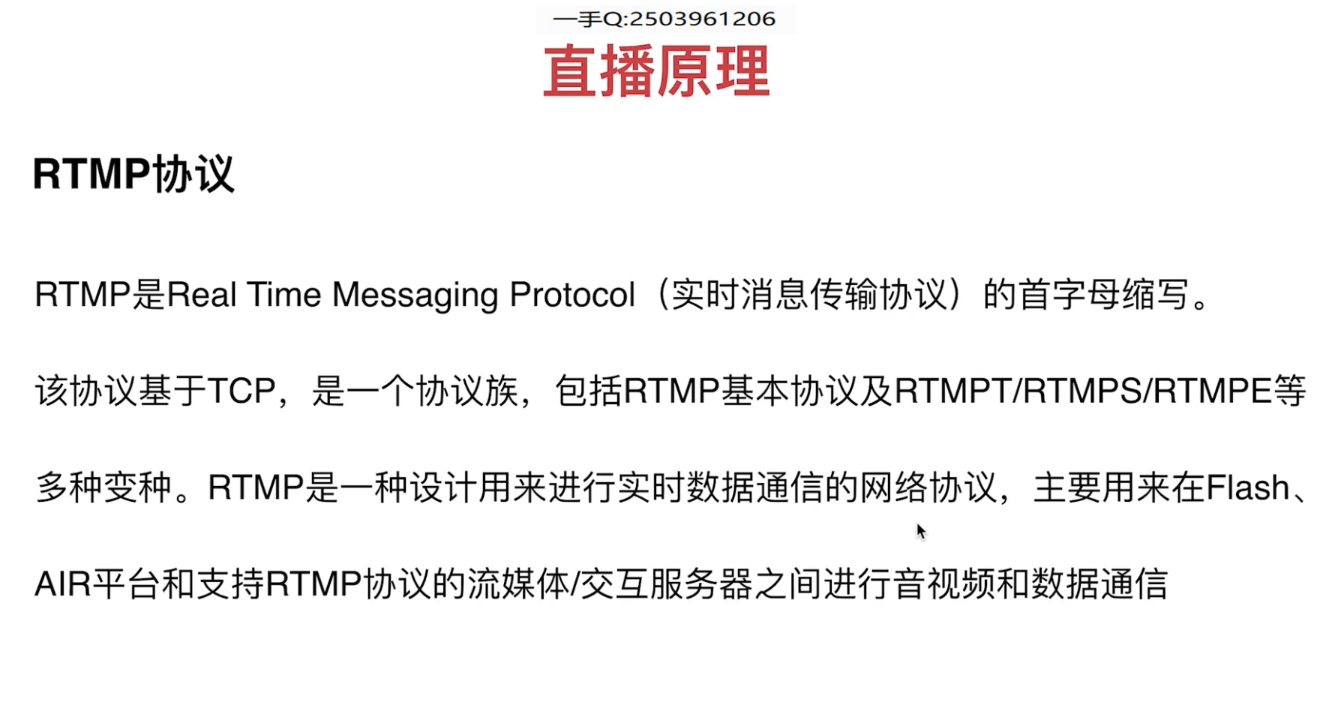 一手Q:2503961206
直播原理
RTMP协议
RTMP是Real Time Messaging Protocol（实时消息传输协议）的首字母缩写。
该协议基于TCP，是一个协议族，包括RTMP基本协议及RTMPT/RTMPS/RTMPE等
多种变种。RTMP是一种设计用来进行实时数据通信的网络协议，主要用来在Flash、
AIR平台和支持RTMP协议的流媒体/交互服务器之间进行音视频和数据通信